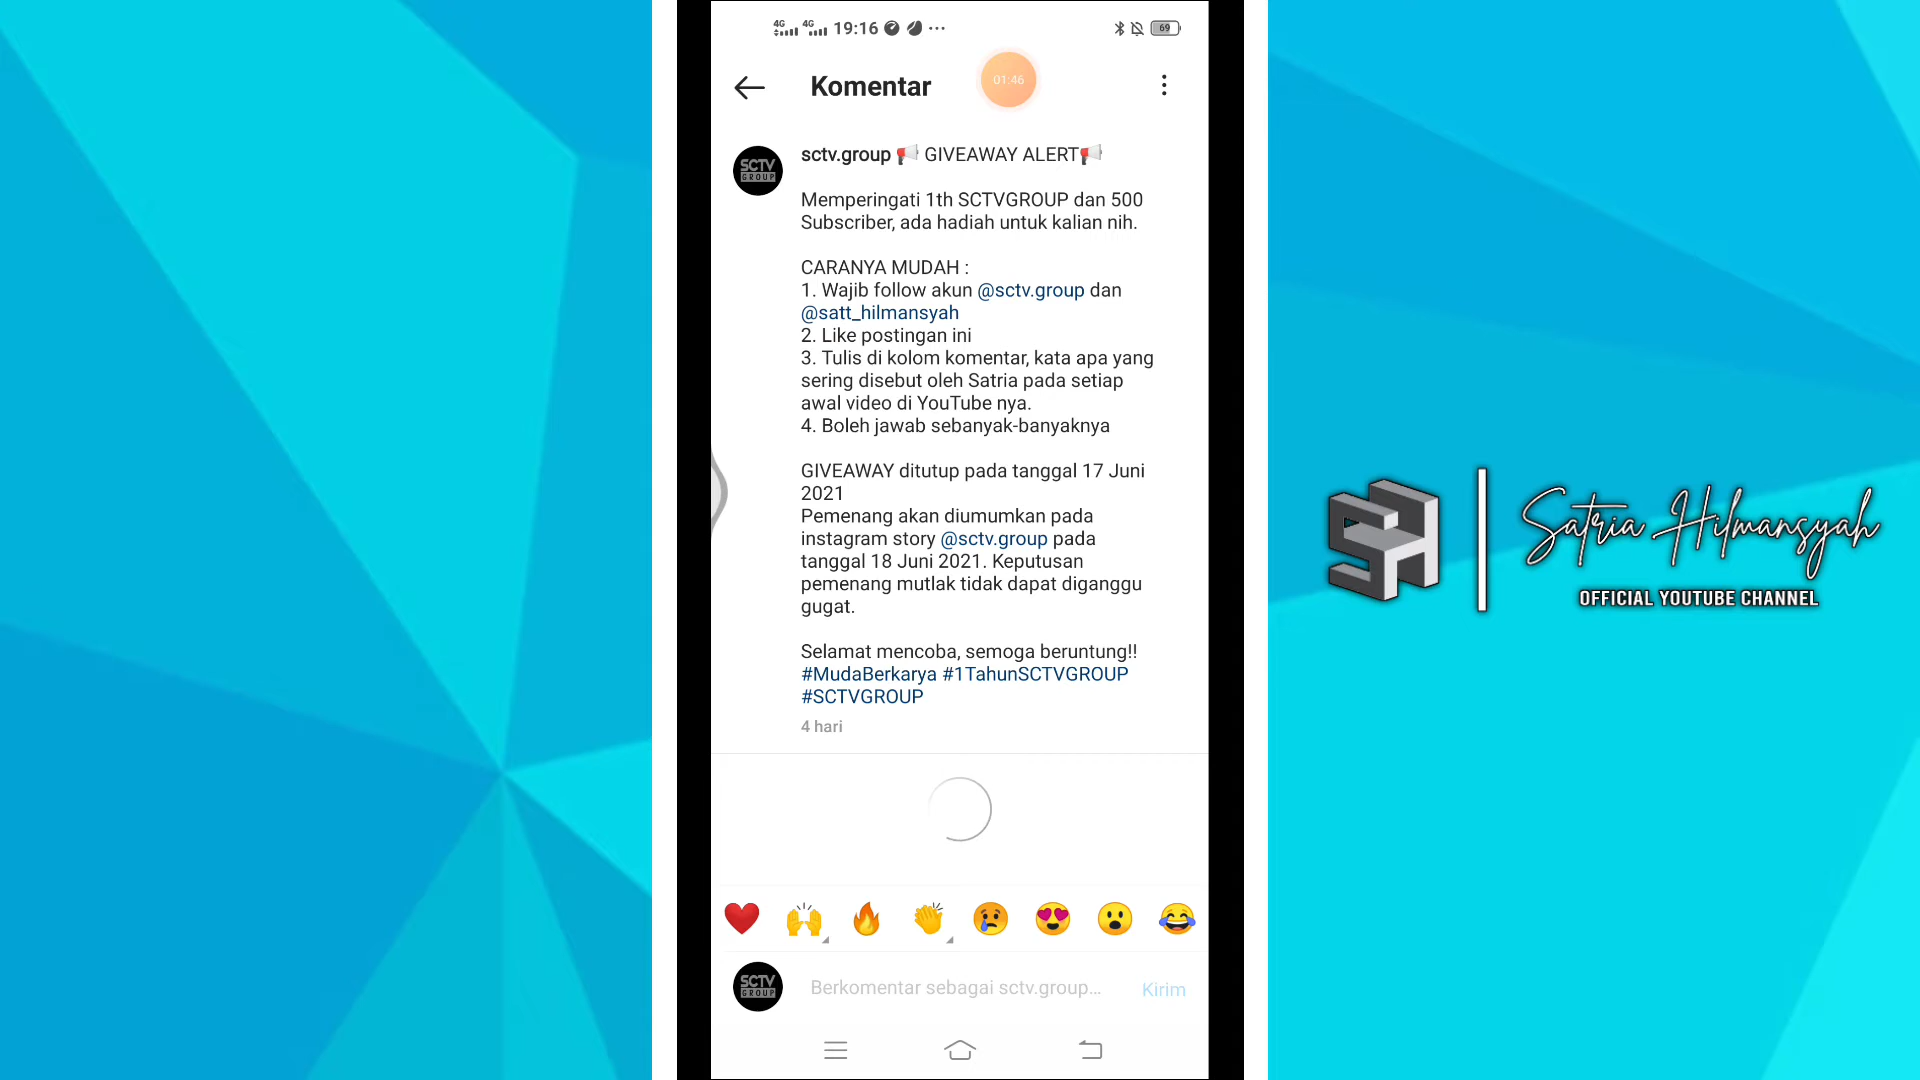 4G 4G 19:16 69
Komentar
01:46
sctv.group 📢 GIVEAWAY ALERT📢
Memperingati 1th SCTVGROUP dan 500
Subscriber, ada hadiah untuk kalian nih.
CARANYA MUDAH :
1. Wajib follow akun @sctv.group dan
@satt_hilmansyah
2. Like postingan ini
3. Tulis di kolom komentar, kata apa yang
sering disebut oleh Satria pada setiap
awal video di YouTube nya.
4. Boleh jawab sebanyak-banyaknya
GIVEAWAY ditutup pada tanggal 17 Juni
2021
Pemenang akan diumumkan pada
instagram story @sctv.group pada
tanggal 18 Juni 2021. Keputusan
pemenang mutlak tidak dapat diganggu
gugat.
Selamat mencoba, semoga beruntung!!
#MudaBerkarya #1TahunSCTVGROUP
#SCTVGROUP
4 hari
Berkomentar sebagai sctv.group...
Kirim
SCTV
GROUP
SCTV
GROUP
Satria Hilmansyah
OFFICIAL YOUTUBE CHANNEL